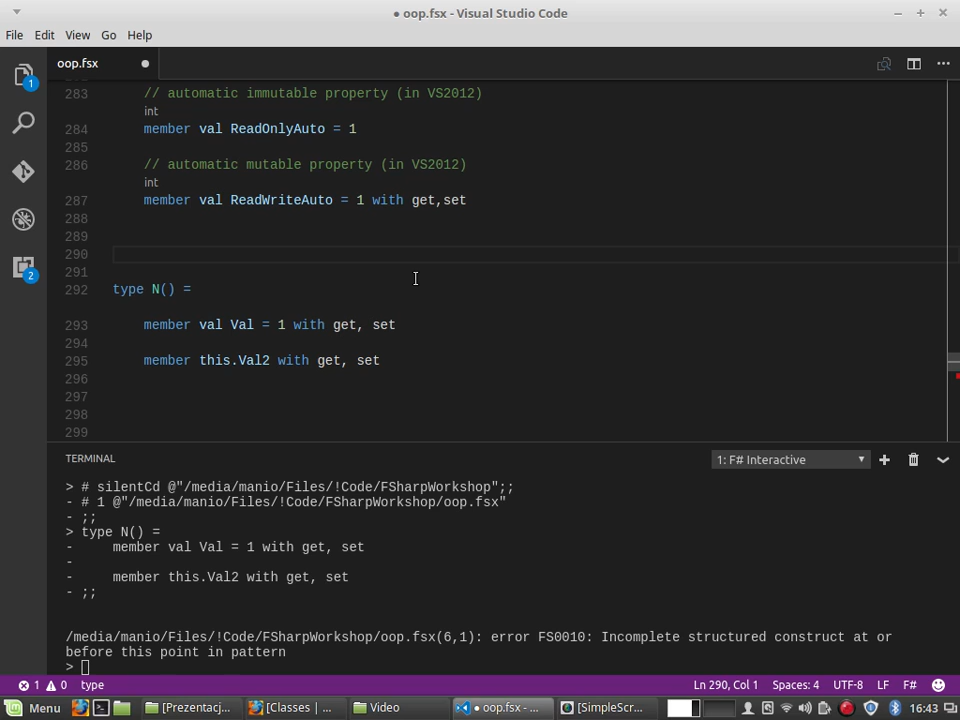 ● oop.fsx - Visual Studio Code
File Edit View Go Help
oop.fsx
1
2
283 // automatic immutable property (in VS2012)
int
284 member val ReadOnlyAuto = 1
285
286 // automatic mutable property (in VS2012)
int
287 member val ReadWriteAuto = 1 with get,set
288
289
290
291
292 type N() =
293 member val Val = 1 with get, set
294
295 member this.Val2 with get, set
296
297
298
299
TERMINAL
1: F# Interactive
> # silentCd @"/media/manio/Files/!Code/FSharpWorkshop";;
- # 1 @"/media/manio/Files/!Code/FSharpWorkshop/oop.fsx"
- ;;
> type N() =
-     member val Val = 1 with get, set
-
-     member this.Val2 with get, set
- ;;
/media/manio/Files/!Code/FSharpWorkshop/oop.fsx(6,1): error FS0010: Incomplete structured construct at or
before this point in pattern
>
1 0 type Ln 290, Col 1 Spaces: 4 UTF-8 LF F#
Menu [Prezentacj... [Classes | ... Video ● oop.fsx - ... [SimpleScr... 16:43